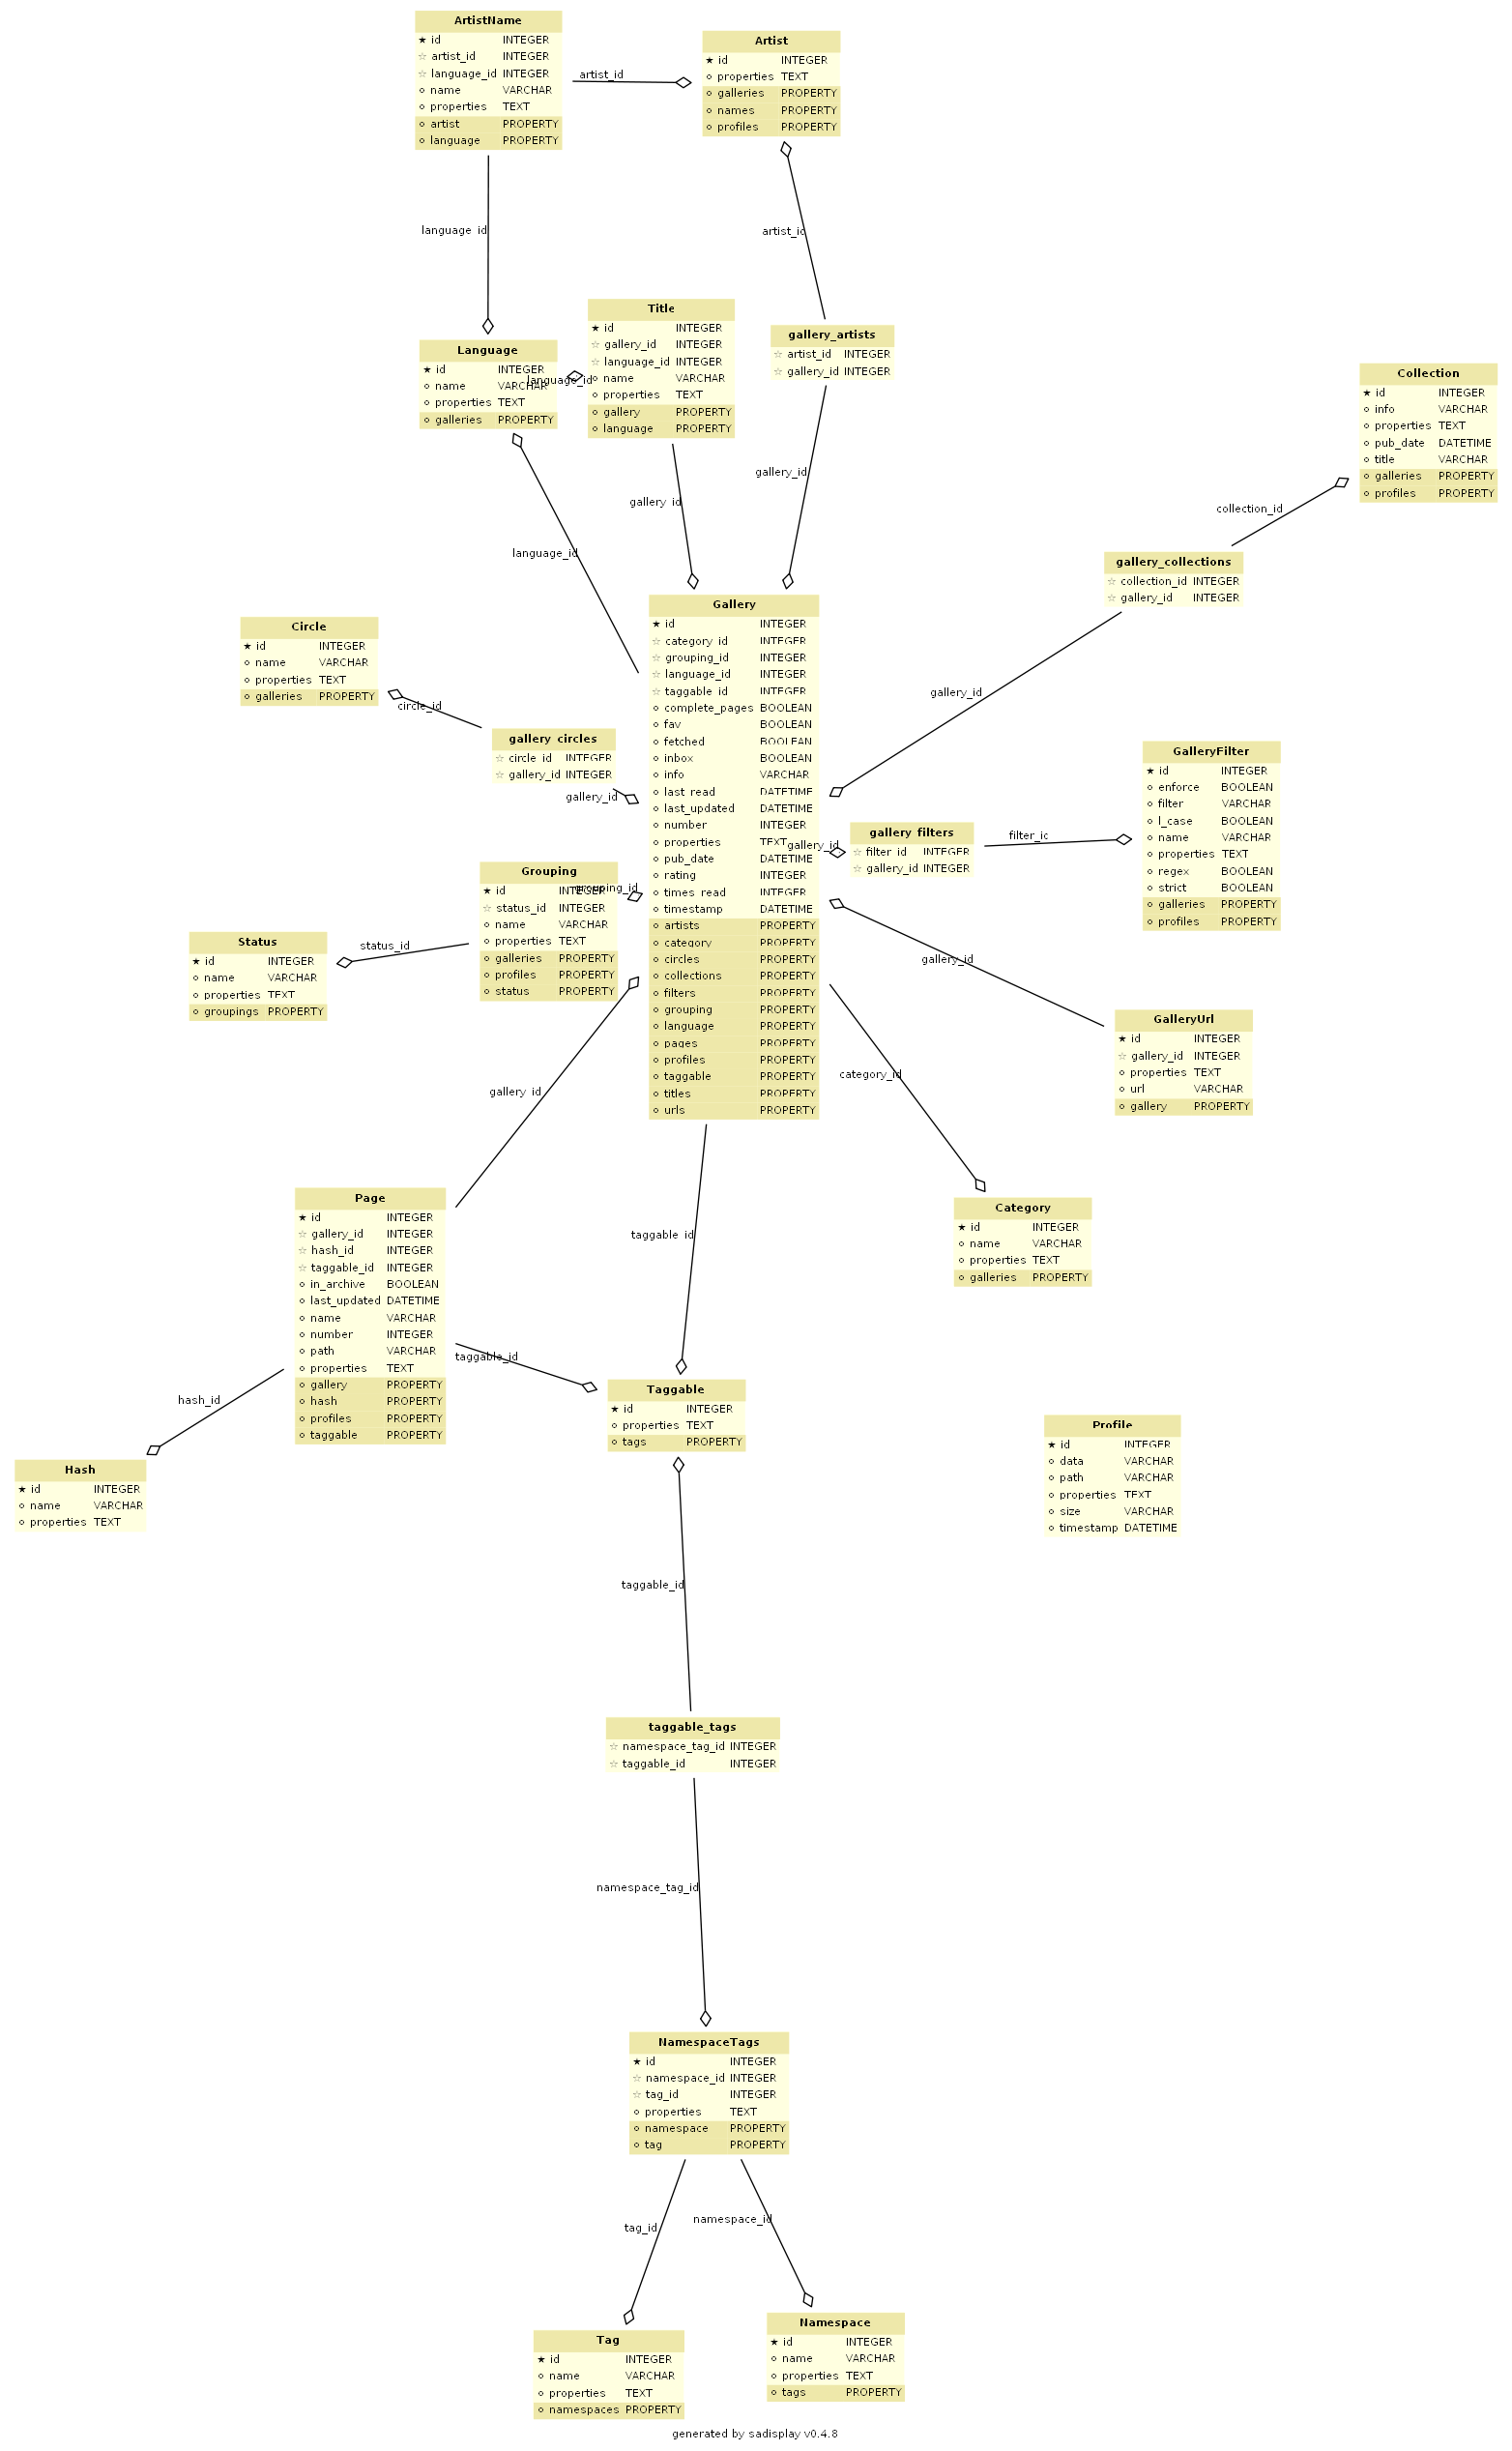 ArtistName
★ id INTEGER
☆ artist_id INTEGER
☆ language_id INTEGER
⚬ name VARCHAR
⚬ properties TEXT
⚬ artist PROPERTY
⚬ language PROPERTY
artist_id
Artist
★ id INTEGER
⚬ properties TEXT
⚬ galleries PROPERTY
⚬ names PROPERTY
⚬ profiles PROPERTY
language_id
artist_id
Title
★ id INTEGER
☆ gallery_id INTEGER
☆ language_id INTEGER
⚬ name VARCHAR
⚬ properties TEXT
⚬ gallery PROPERTY
⚬ language PROPERTY
gallery_artists
☆ artist_id INTEGER
☆ gallery_id INTEGER
Language
★ id INTEGER
⚬ name VARCHAR
⚬ properties TEXT
⚬ galleries PROPERTY
language_id
Collection
★ id INTEGER
⚬ info VARCHAR
⚬ properties TEXT
⚬ pub_date DATETIME
⚬ title VARCHAR
⚬ galleries PROPERTY
⚬ profiles PROPERTY
gallery_id
gallery_id
collection_id
language_id
gallery_collections
☆ collection_id INTEGER
☆ gallery_id INTEGER
Gallery
★ id INTEGER
☆ category_id INTEGER
☆ grouping_id INTEGER
☆ language_id INTEGER
☆ taggable_id INTEGER
⚬ complete_pages BOOLEAN
⚬ fav BOOLEAN
⚬ fetched BOOLEAN
⚬ inbox BOOLEAN
⚬ info VARCHAR
⚬ last_read DATETIME
⚬ last_updated DATETIME
⚬ number INTEGER
⚬ properties TEXT
⚬ pub_date DATETIME
⚬ rating INTEGER
⚬ times_read INTEGER
⚬ timestamp DATETIME
⚬ artists PROPERTY
⚬ category PROPERTY
⚬ circles PROPERTY
⚬ collections PROPERTY
⚬ filters PROPERTY
⚬ grouping PROPERTY
⚬ language PROPERTY
⚬ pages PROPERTY
⚬ profiles PROPERTY
⚬ taggable PROPERTY
⚬ titles PROPERTY
⚬ urls PROPERTY
Circle
★ id INTEGER
⚬ name VARCHAR
⚬ properties TEXT
⚬ galleries PROPERTY
circle_id
gallery_id
gallery_circles
☆ circle_id INTEGER
☆ gallery_id INTEGER
gallery_id
GalleryFilter
★ id INTEGER
⚬ enforce BOOLEAN
⚬ filter VARCHAR
⚬ l_case BOOLEAN
⚬ name VARCHAR
⚬ properties TEXT
⚬ regex BOOLEAN
⚬ strict BOOLEAN
⚬ galleries PROPERTY
⚬ profiles PROPERTY
gallery_filters
☆ filter_id INTEGER
☆ gallery_id INTEGER
filter_id
gallery_id
Grouping
★ id INTEGER
☆ status_id INTEGER
⚬ name VARCHAR
⚬ properties TEXT
⚬ galleries PROPERTY
⚬ profiles PROPERTY
⚬ status PROPERTY
grouping_id
Status
★ id INTEGER
⚬ name VARCHAR
⚬ properties TEXT
⚬ groupings PROPERTY
status_id
gallery_id
GalleryUrl
★ id INTEGER
☆ gallery_id INTEGER
⚬ properties TEXT
⚬ url VARCHAR
⚬ gallery PROPERTY
category_id
gallery_id
Page
★ id INTEGER
☆ gallery_id INTEGER
☆ hash_id INTEGER
☆ taggable_id INTEGER
⚬ in_archive BOOLEAN
⚬ last_updated DATETIME
⚬ name VARCHAR
⚬ number INTEGER
⚬ path VARCHAR
⚬ properties TEXT
⚬ gallery PROPERTY
⚬ hash PROPERTY
⚬ profiles PROPERTY
⚬ taggable PROPERTY
taggable_id
Category
★ id INTEGER
⚬ name VARCHAR
⚬ properties TEXT
⚬ galleries PROPERTY
taggable_id
hash_id
Taggable
★ id INTEGER
⚬ properties TEXT
⚬ tags PROPERTY
Profile
★ id INTEGER
⚬ data VARCHAR
⚬ path VARCHAR
⚬ properties TEXT
⚬ size VARCHAR
⚬ timestamp DATETIME
Hash
★ id INTEGER
⚬ name VARCHAR
⚬ properties TEXT
taggable_id
taggable_tags
☆ namespace_tag_id INTEGER
☆ taggable_id INTEGER
namespace_tag_id
NamespaceTags
★ id INTEGER
☆ namespace_id INTEGER
☆ tag_id INTEGER
⚬ properties TEXT
⚬ namespace PROPERTY
⚬ tag PROPERTY
tag_id
namespace_id
Namespace
★ id INTEGER
⚬ name VARCHAR
⚬ properties TEXT
⚬ tags PROPERTY
Tag
★ id INTEGER
⚬ name VARCHAR
⚬ properties TEXT
⚬ namespaces PROPERTY
generated by sadisplay v0.4.8